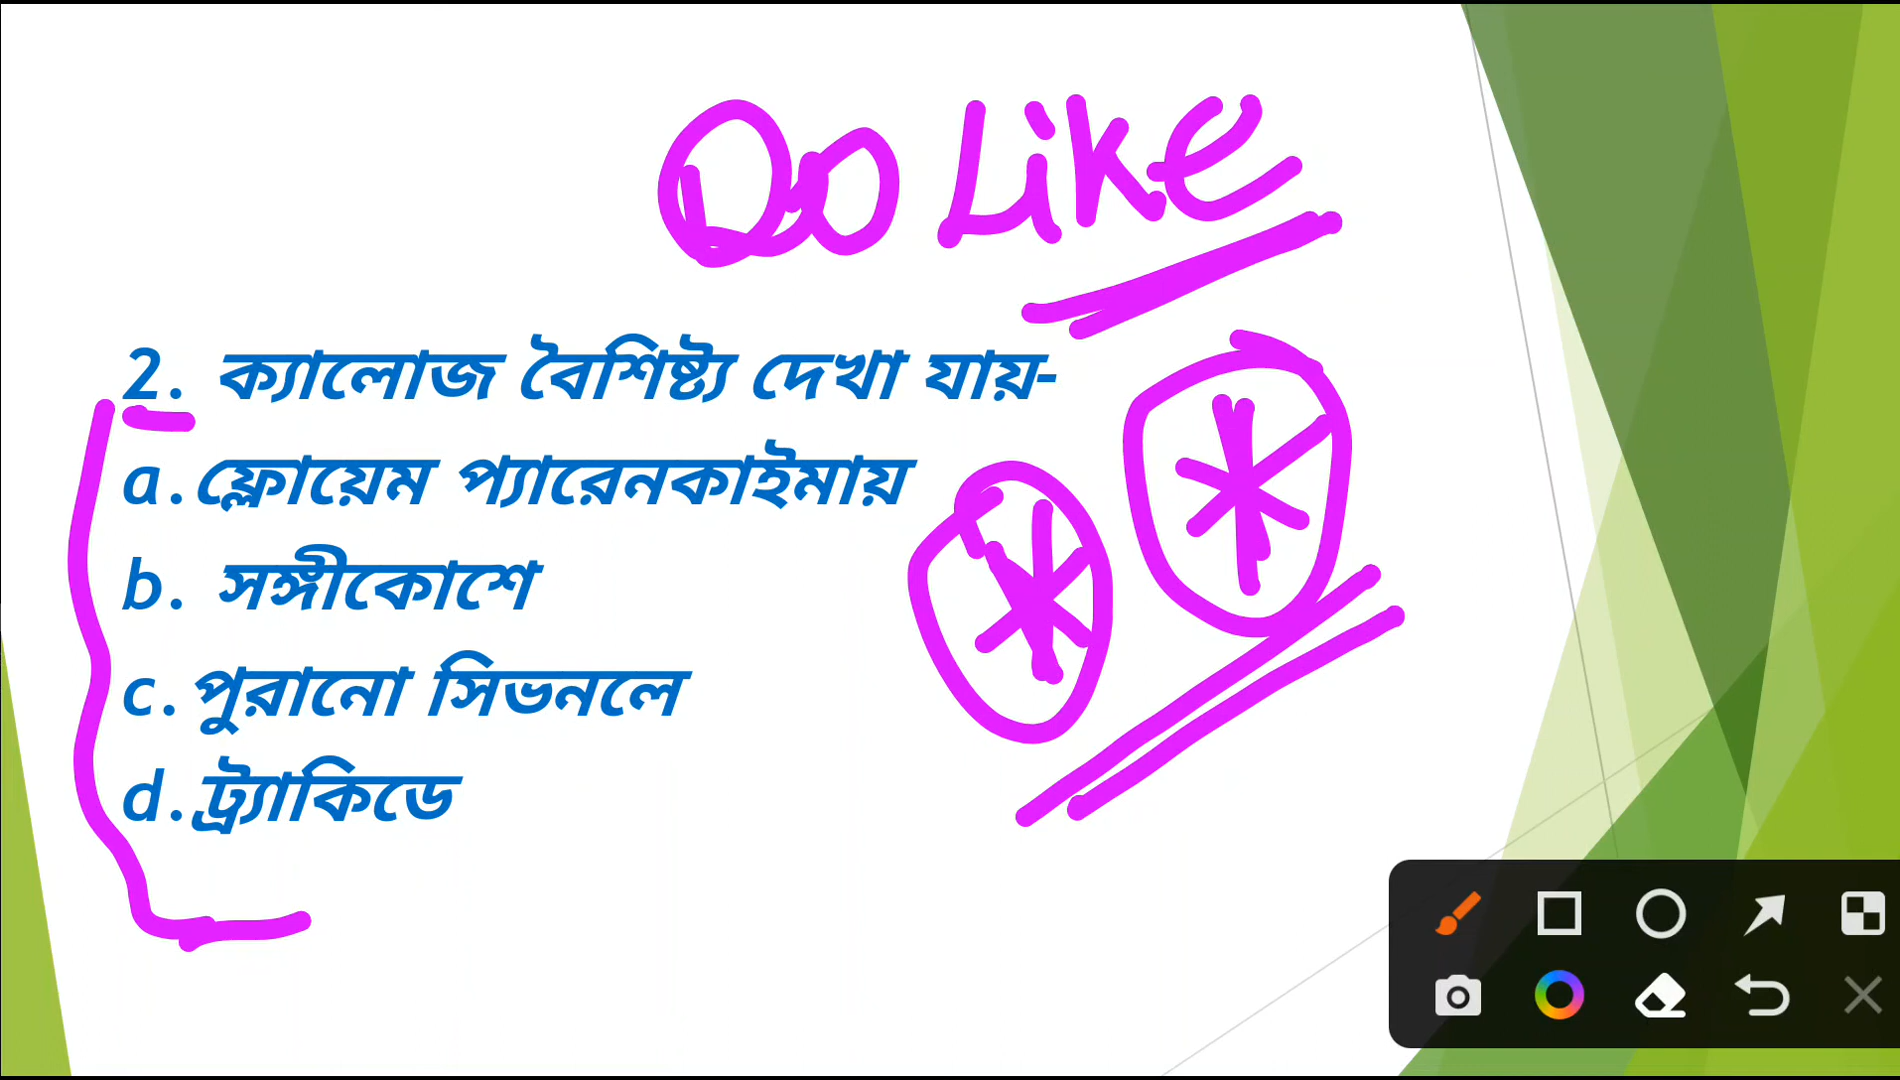 Do Like
2. ক্যালোজ বৈশিষ্ট্য দেখা যায়-
a.ফ্লোয়েম প্যারেনকাইমায়
b. সঙ্গীকোশে
c.পুরানো সিভনলে
d.ট্র্যাকিডে